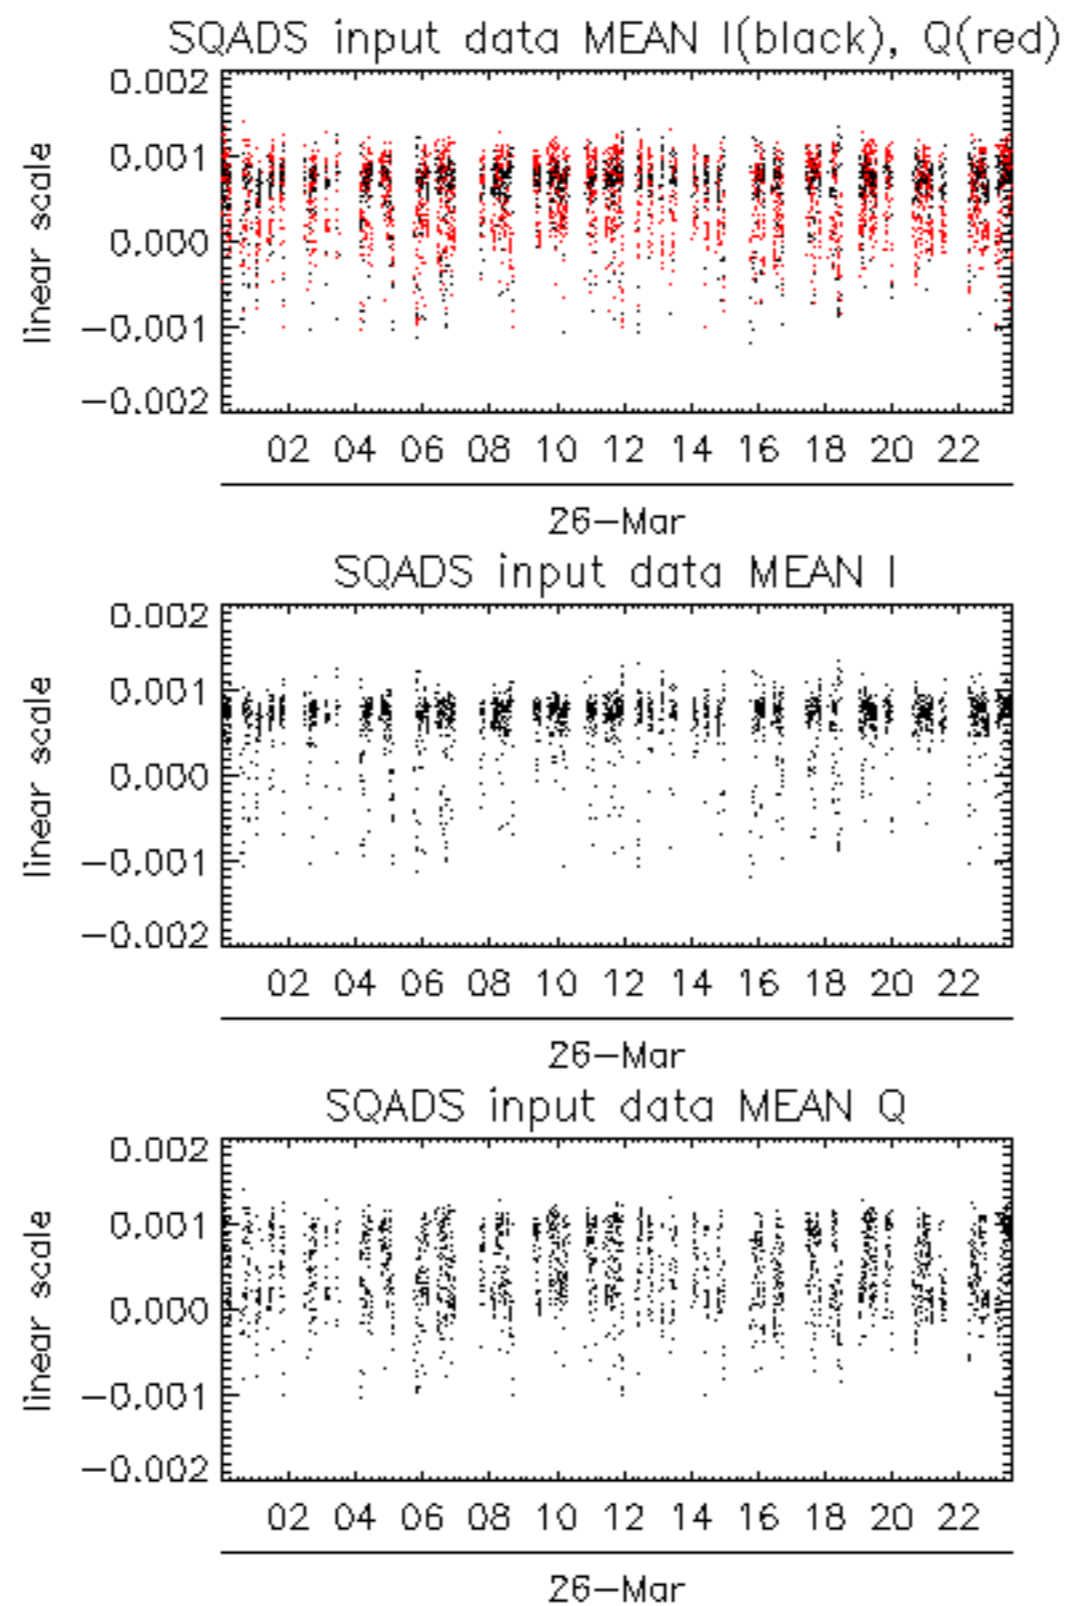 SQADS input data MEAN I(black), Q(red)
0.002
0.001
0.000
−0.001
−0.002
linear scale
02 04 06 08 10 12 14 16 18 20 22
26−Mar
SQADS input data MEAN I
0.002
0.001
0.000
−0.001
−0.002
linear scale
02 04 06 08 10 12 14 16 18 20 22
26−Mar
SQADS input data MEAN Q
0.002
0.001
0.000
−0.001
−0.002
linear scale
02 04 06 08 10 12 14 16 18 20 22
26−Mar